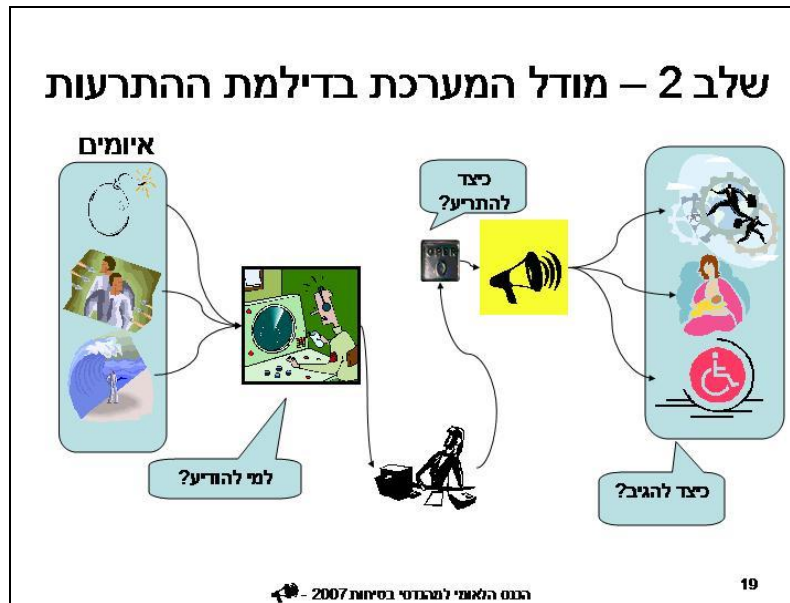 שלב 2 – מודל המערכת בדילמת ההתרעות
איומים
כיצד
להתריע?
למי להודיע?
כיצד להגיב?
הכנס הלאומי למהנדסי בטיחות 2007 -
19